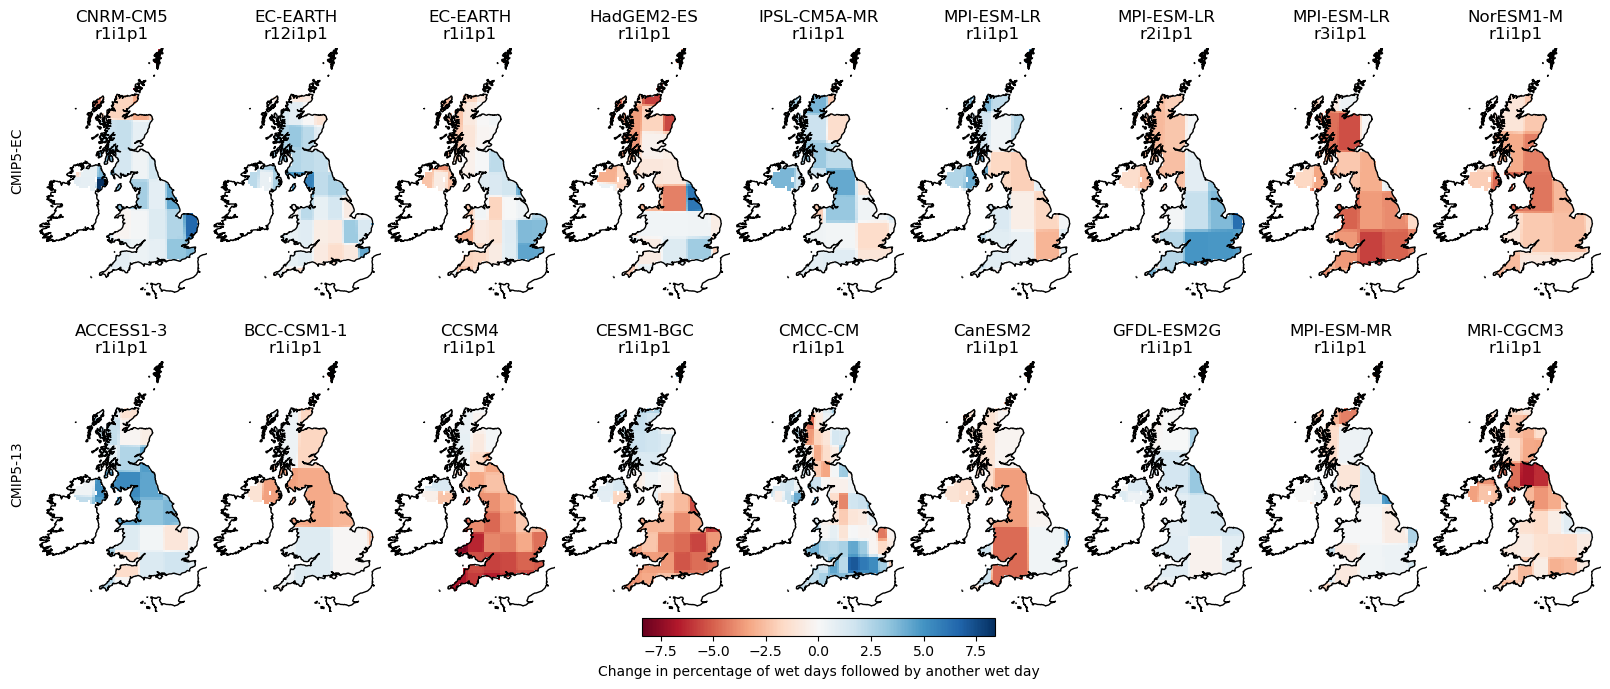 CNRM-CM5 EC-EARTH EC-EARTH HadGEM2-ES IPSL-CM5A-MR MPI-ESM-LR MPI-ESM-LR MPI-ESM-LR NorESM1-M
r1i1p1 r12i1p1 r1i1p1 r1i1p1 r1i1p1 r1i1p1 r2i1p1 r3i1p1 r1i1p1
CMIP5-EC
ACCESS1-3 BCC-CSM1-1 CCSM4 CESM1-BGC CMCC-CM CanESM2 GFDL-ESM2G MPI-ESM-MR MRI-CGCM3
r1i1p1 r1i1p1 r1i1p1 r1i1p1 r1i1p1 r1i1p1 r1i1p1 r1i1p1 r1i1p1
CMIP5-13
−7.5 −5.0 −2.5 0.0 2.5 5.0 7.5
Change in percentage of wet days followed by another wet day